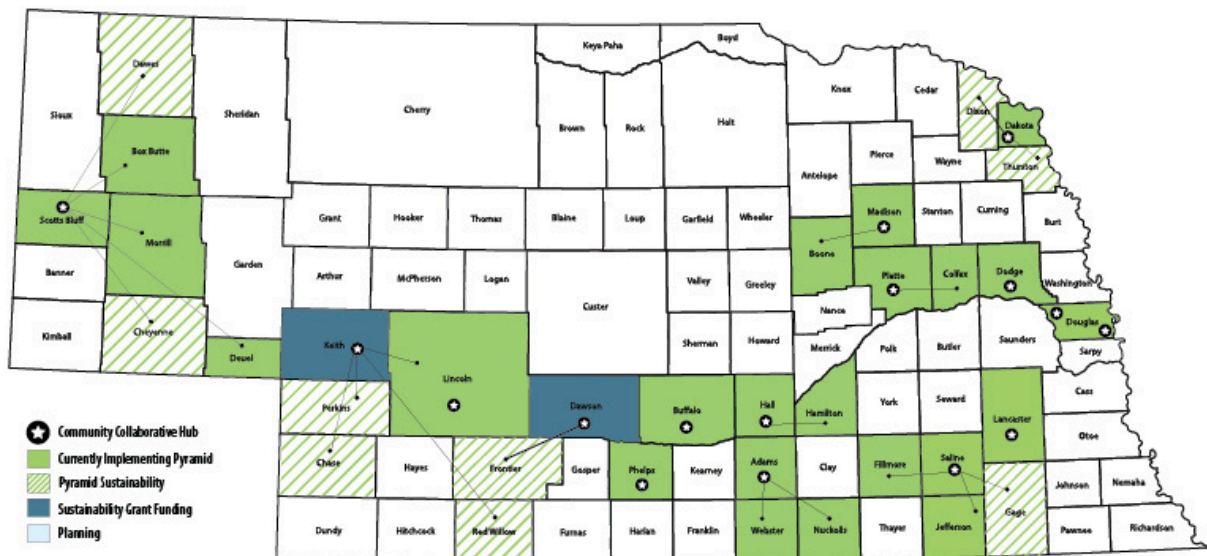 Keya Paha
Boyd
Dawes
Sioux
Sheridan
Cherry
Knox
Cedar
Dixon
Dakota
Brown
Rock
Holt
Box Butte
Pierce
Wayne
Thurston
Antelope
Scotts Bluff
Grant
Hooker
Thomas
Blaine
Loup
Garfield
Wheeler
Madison
Stanton
Cuming
Burt
Morrill
Boone
Banner
Garden
Arthur
McPherson
Logan
Valley
Greeley
Platte
Colfax
Dodge
Washington
Custer
Nance
Kimball
Cheyenne
Douglas
Keith
Sherman
Howard
Merrick
Polk
Butler
Saunders
Sarpy
Deuel
Lincoln
Perkins
Dawson
Buffalo
Hall
Hamilton
York
Seward
Lancaster
Cass
Otoe
Chase
Hayes
Frontier
Gosper
Phelps
Kearney
Adams
Clay
Fillmore
Saline
Johnson
Nemaha
Gage
Dundy
Hitchcock
Red Willow
Furnas
Harlan
Franklin
Webster
Nuckolls
Thayer
Jefferson
Pawnee
Richardson
Community Collaborative Hub
Currently Implementing Pyramid
Pyramid Sustainability
Sustainability Grant Funding
Planning